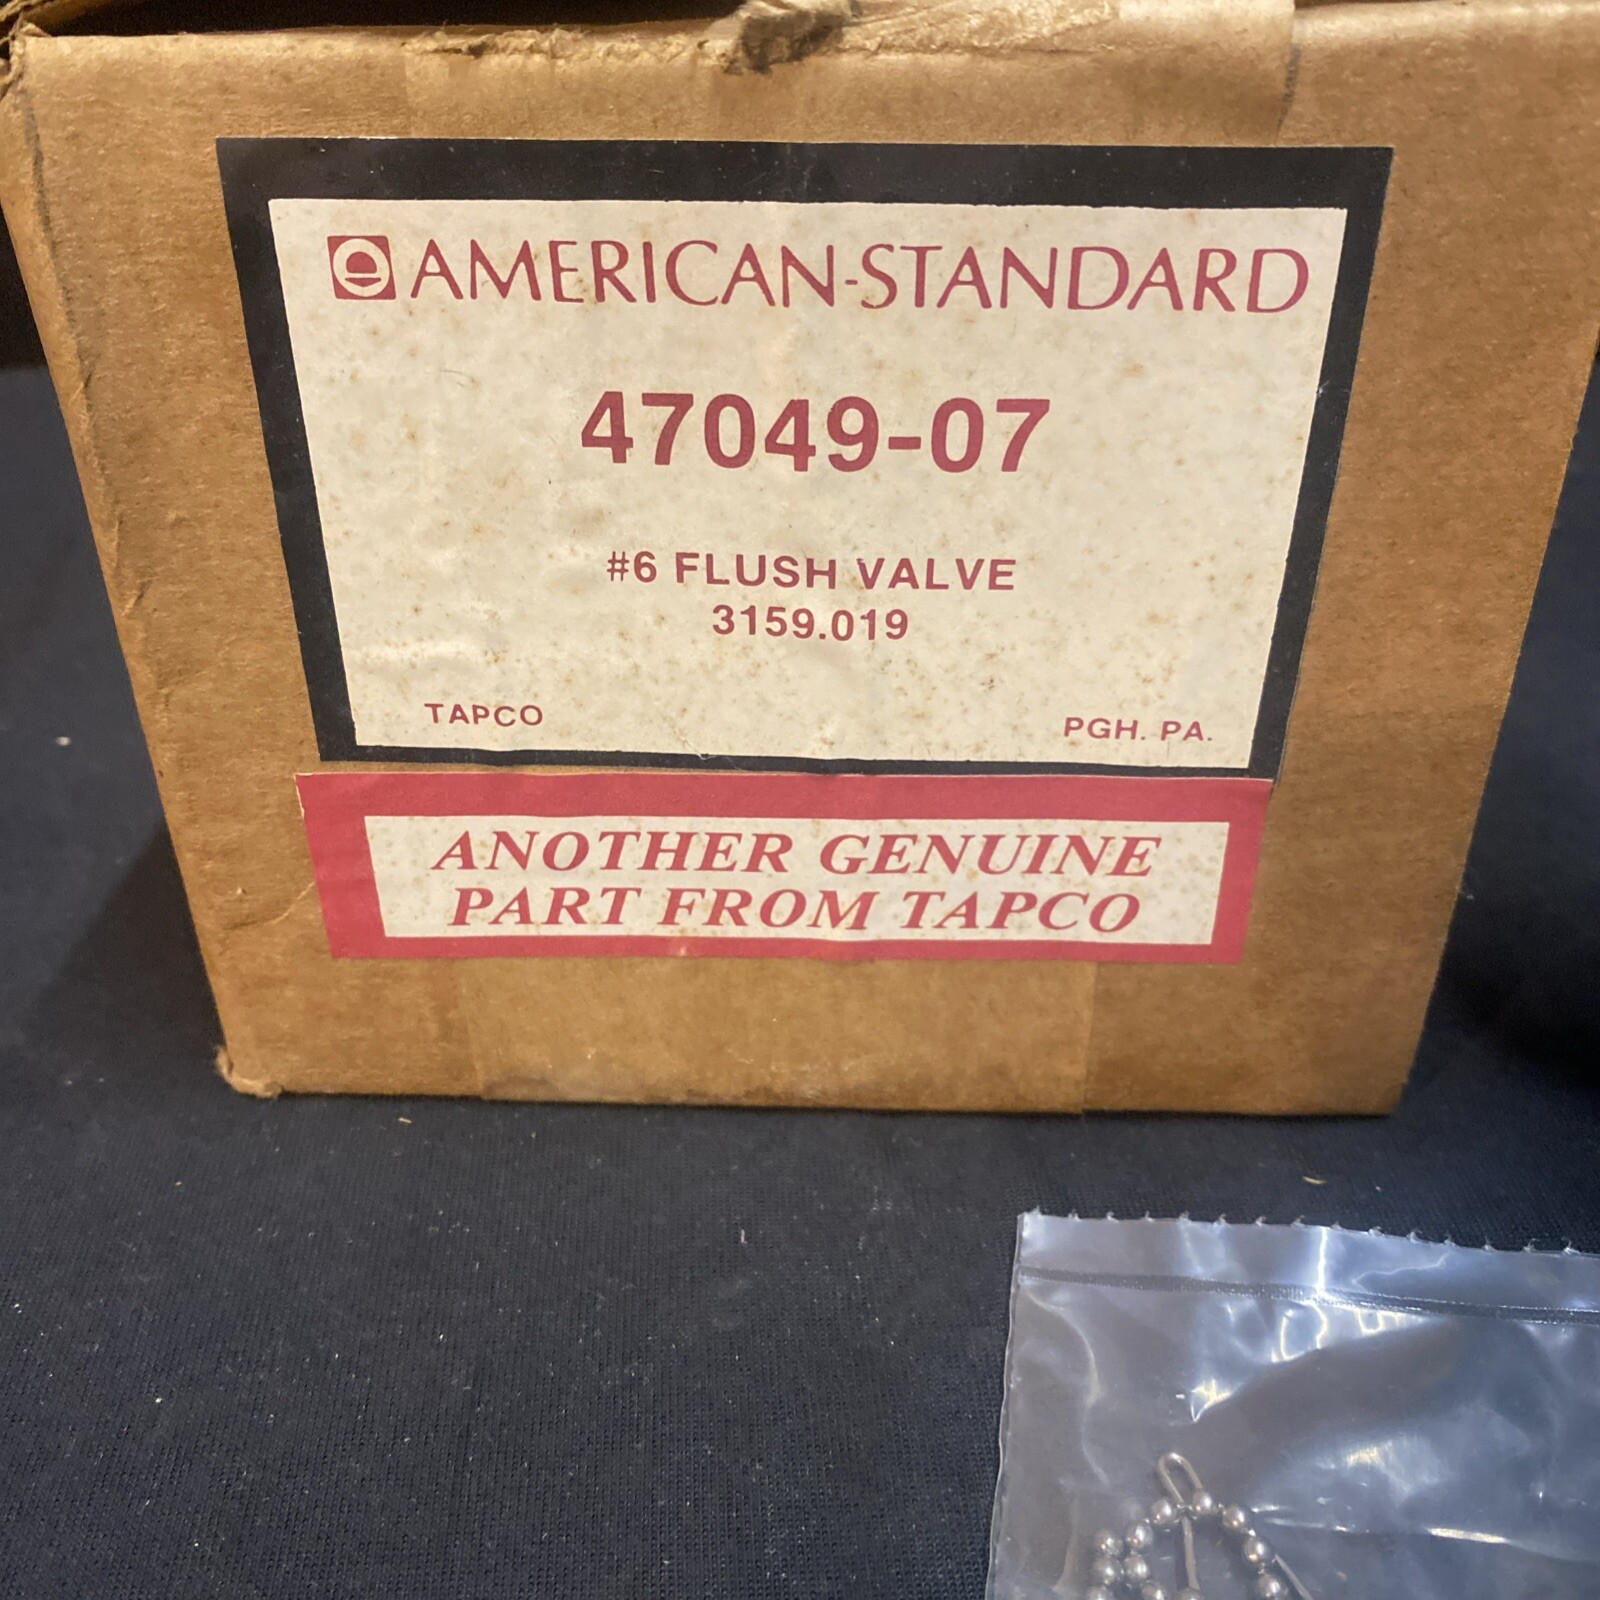 AMERICAN-STANDARD
47049-07
#6 FLUSH VALVE
3159.019
TAPCO PGH. PA.
ANOTHER GENUINE
PART FROM TAPCO